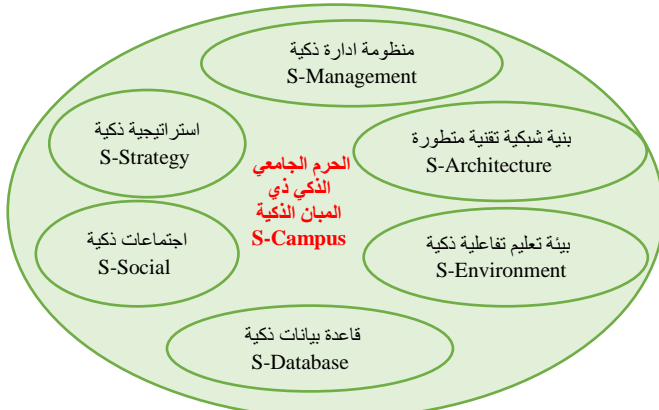 منظومة ادارة ذكية
S-Management
بنية شبكية تقنية متطورة
S-Architecture
استراتيجية ذكية
S-Strategy
الحرم الجامعي
الذكي ذي
المبان الذكية
S-Campus
بيئة تعليم تفاعلية ذكية
S-Environment
اجتماعات ذكية
S-Social
قاعدة بيانات ذكية
S-Database